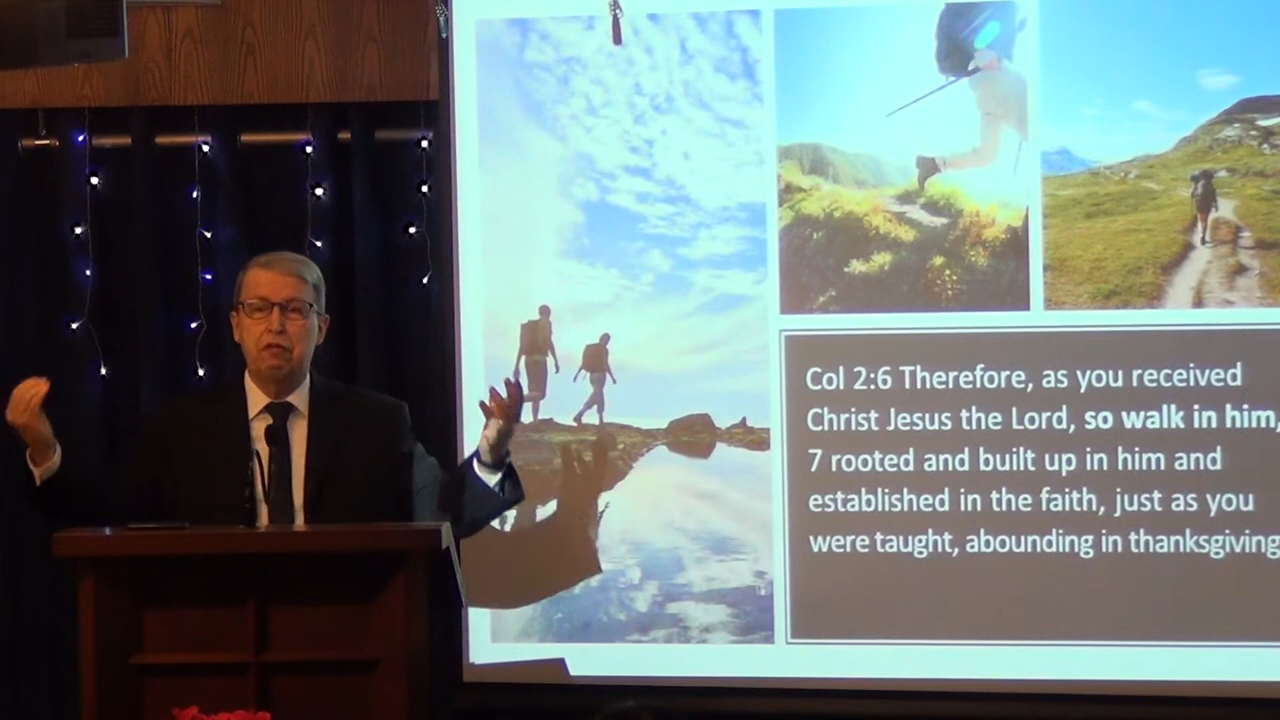 Col 2:6 Therefore, as you received
Christ Jesus the Lord, so walk in him,
7 rooted and built up in him and
established in the faith, just as you
were taught, abounding in thanksgiving